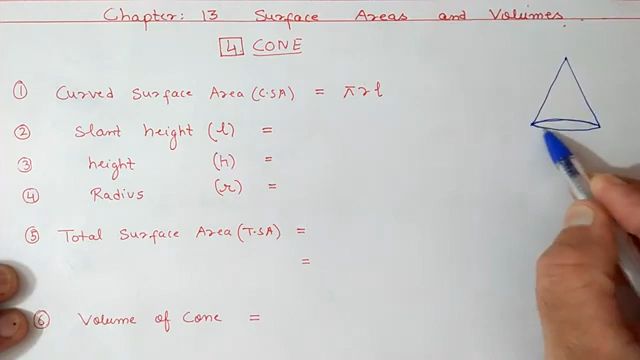 Chapter: 13 Surface Areas and Volumes
4. CONE
① Curved Surface Area (C.S.A) = πrl
② Slant height (l) =
③ height (h) =
④ Radius (r) =
⑤ Total Surface Area (T.S.A) =
=
⑥ Volume of Cone =